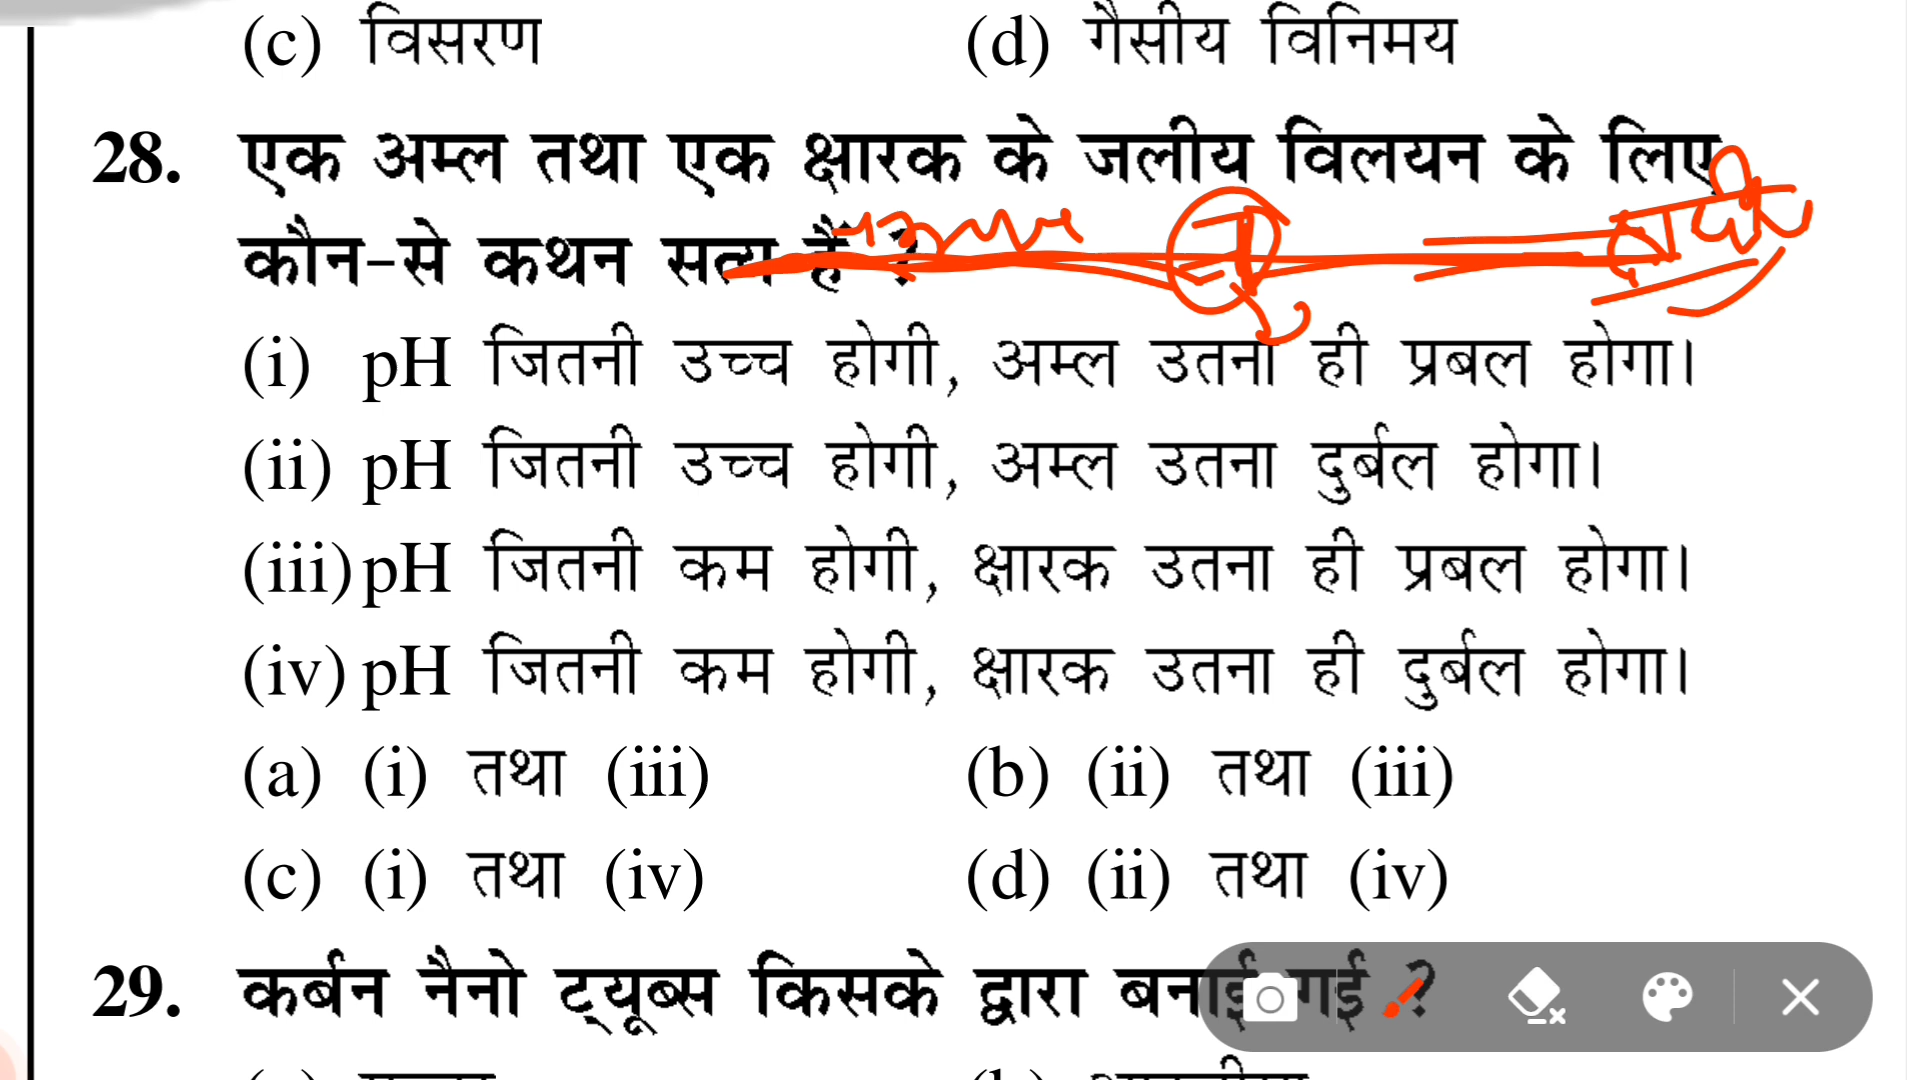 (c) विसरण (d) गैसीय विनिमय
28. एक अम्ल तथा एक क्षारक के जलीय विलयन के लिए
कौन-से कथन सत्य हैं ?
(i) pH जितनी उच्च होगी, अम्ल उतना ही प्रबल होगा।
(ii) pH जितनी उच्च होगी, अम्ल उतना दुर्बल होगा।
(iii) pH जितनी कम होगी, क्षारक उतना ही प्रबल होगा।
(iv) pH जितनी कम होगी, क्षारक उतना ही दुर्बल होगा।
(a) (i) तथा (iii) (b) (ii) तथा (iii)
(c) (i) तथा (iv) (d) (ii) तथा (iv)
29. कर्बन नैनो ट्यूब्स किसके द्वारा बनाई गई ?